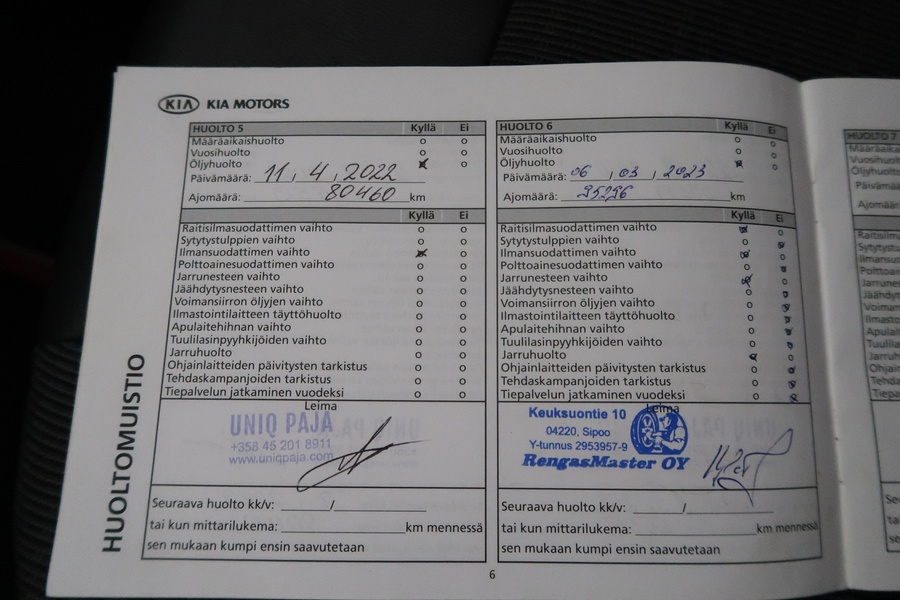 KIA KIA MOTORS
HUOLTO 5 Kyllä Ei
Määräaikaishuolto o o
Vuosihuolto o o
Öljyhuolto x o
Päivämäärä: 11 , 4 , 2022
Ajomäärä: 80460 km
Kyllä Ei
Raitisilmasuodattimen vaihto o o
Sytytystulppien vaihto o o
Ilmansuodattimen vaihto x o
Polttoainesuodattimen vaihto o o
Jarrunesteen vaihto o o
Jäähdytysnesteen vaihto o o
Voimansiirron öljyjen vaihto o o
Ilmastointilaitteen täyttöhuolto o o
Apulaitehihnan vaihto o o
Tuulilasinpyyhkijöiden vaihto o o
Jarruhuolto o o
Ohjainlaitteiden päivitysten tarkistus o o
Tehdaskampanjoiden tarkistus o o
Tiepalvelun jatkaminen vuodeksi o o
Leima
UNIQ PAJA
+358 45 201 8911
www.uniqpaja.com
Seuraava huolto kk/v: /
tai kun mittarilukema: km mennessä
sen mukaan kumpi ensin saavutetaan
HUOLTO 6 Kyllä Ei
Määräaikaishuolto o o
Vuosihuolto o o
Öljyhuolto x o
Päivämäärä: 06 , 03 , 2023
Ajomäärä: 95296 km
Kyllä Ei
Raitisilmasuodattimen vaihto x o
Sytytystulppien vaihto o x
Ilmansuodattimen vaihto x o
Polttoainesuodattimen vaihto o x
Jarrunesteen vaihto x o
Jäähdytysnesteen vaihto o x
Voimansiirron öljyjen vaihto o x
Ilmastointilaitteen täyttöhuolto o x
Apulaitehihnan vaihto o x
Tuulilasinpyyhkijöiden vaihto o x
Jarruhuolto x o
Ohjainlaitteiden päivitysten tarkistus o x
Tehdaskampanjoiden tarkistus o x
Tiepalvelun jatkaminen vuodeksi o x
Leima
Keuksuontie 10
04220, Sipoo
Y-tunnus 2953957-9
RengasMaster OY
Seuraava huolto kk/v: /
tai kun mittarilukema: km mennessä
sen mukaan kumpi ensin saavutetaan
HUOLTOMUISTIO
6
HUOLTO 7